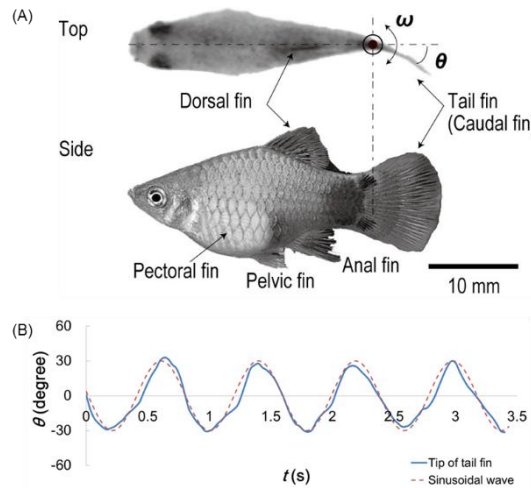 (A)
Top
ω
θ
Dorsal fin
Tail fin
(Caudal fin
Side
Pectoral fin
Pelvic fin
Anal fin
10 mm
(B)
60
30
0
-30
-60
θ (degree)
0 0.5 1 1.5 2 2.5 3 3.5
t (s)
Tip of tail fin
Sinusoidal wave